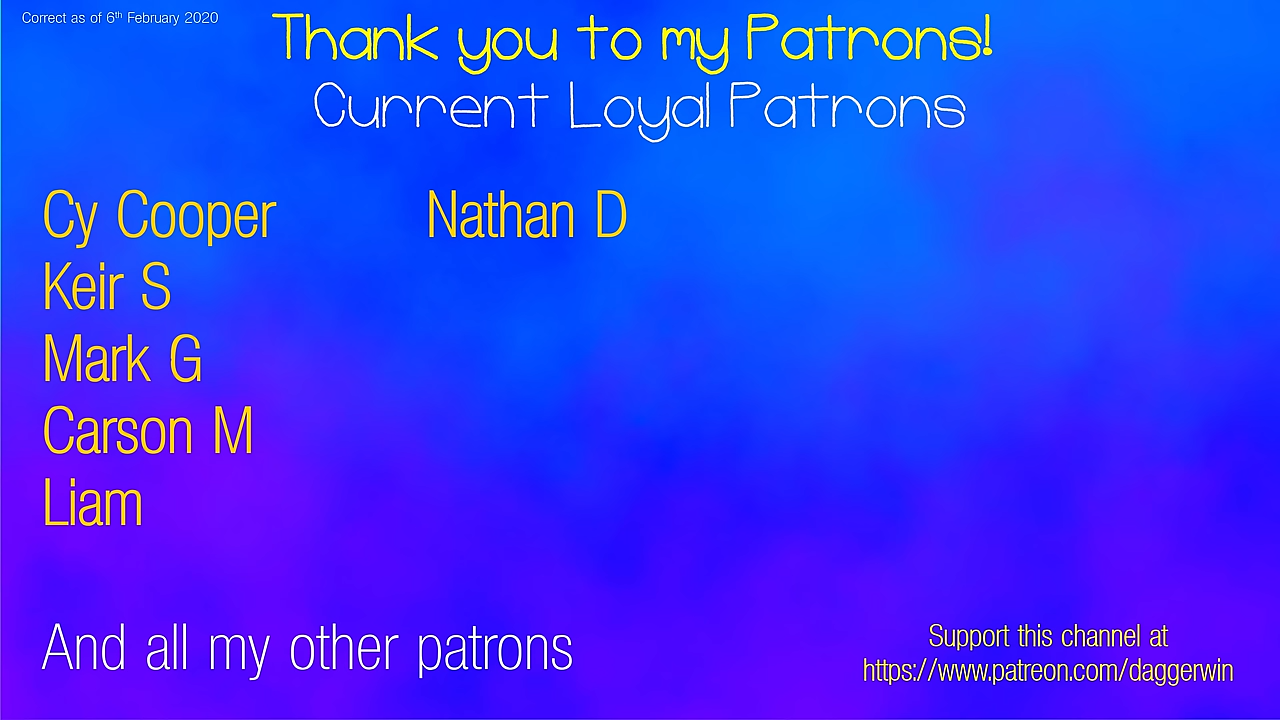 Correct as of 6th February 2020
Thank you to my Patrons!
Current Loyal Patrons
Cy Cooper
Keir S
Mark G
Carson M
Liam
Nathan D
And all my other patrons
Support this channel at
https://www.patreon.com/daggerwin